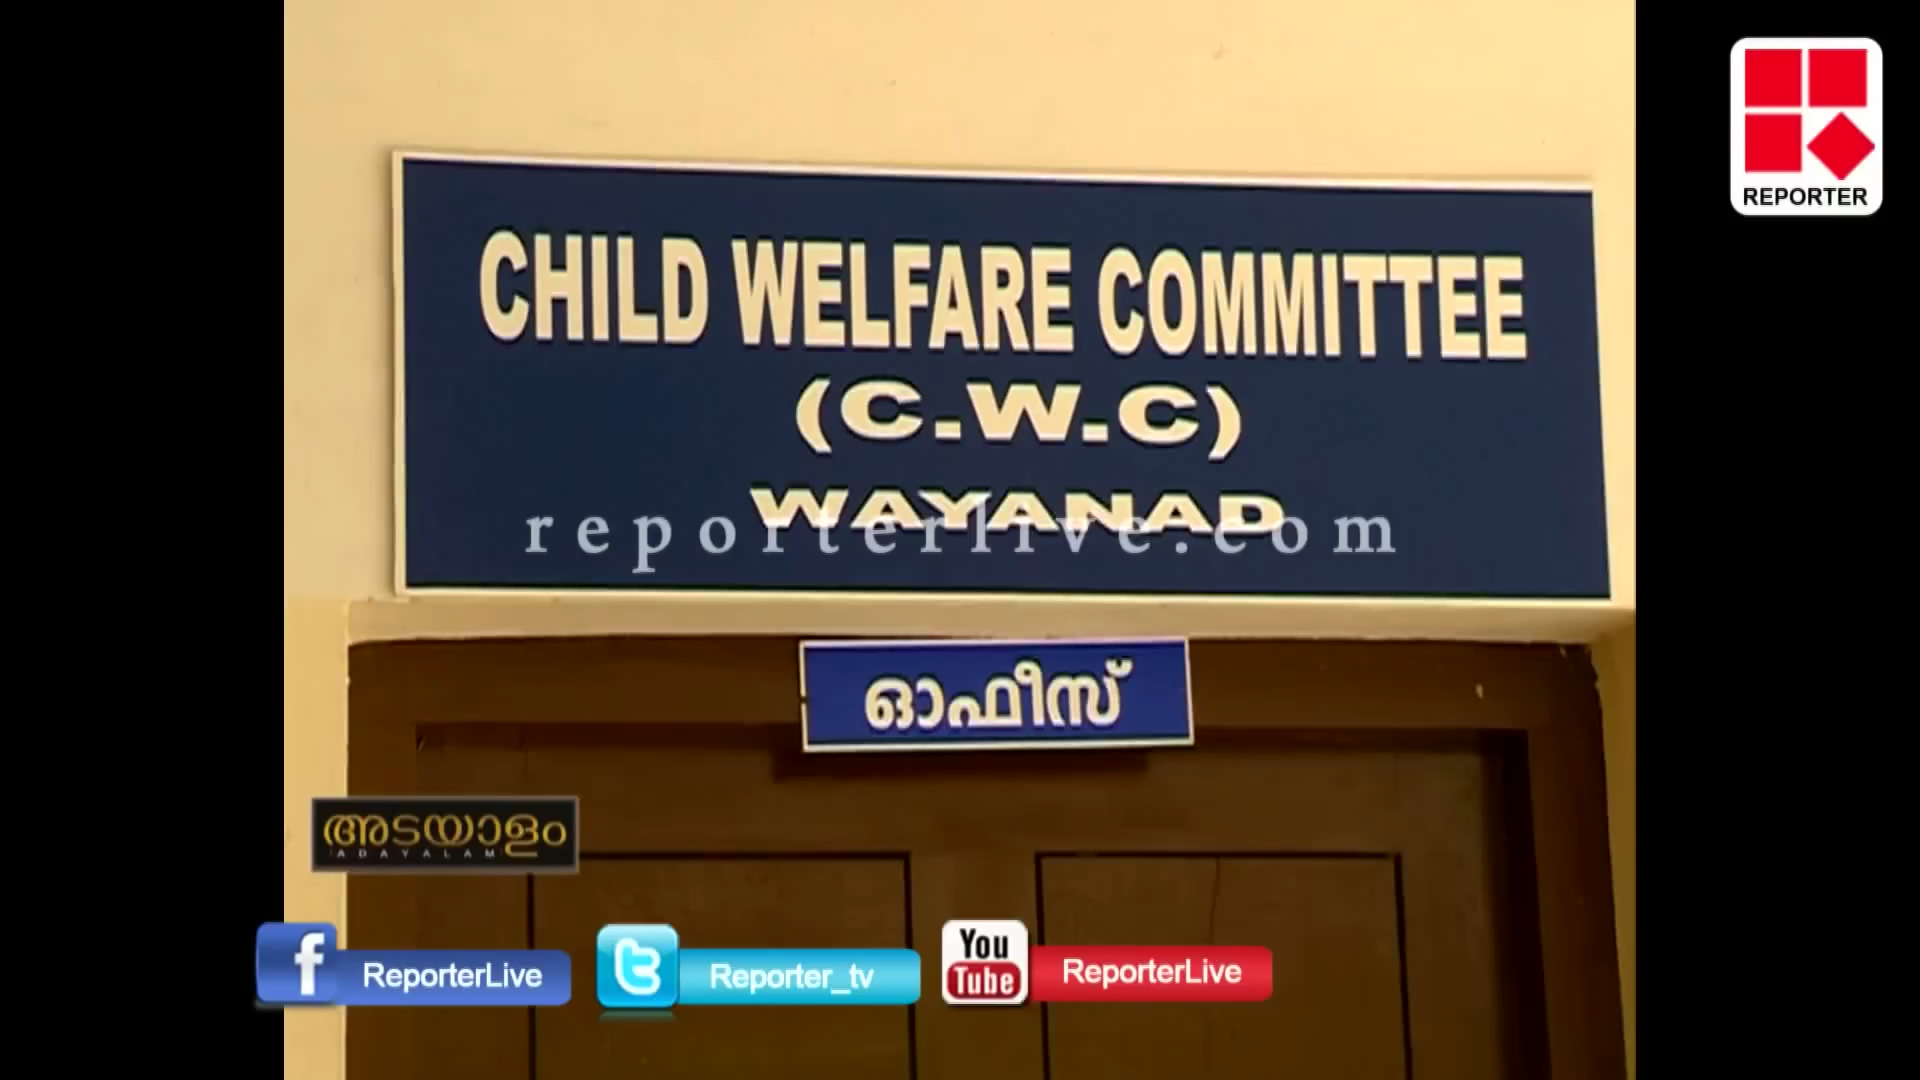 REPORTER
CHILD WELFARE COMMITTEE
(C.W.C)
WAYANAD
reporterlive.com
ഓഫീസ്
അടയാളം
ADAYALAM
f ReporterLive
t Reporter_tv
You Tube ReporterLive